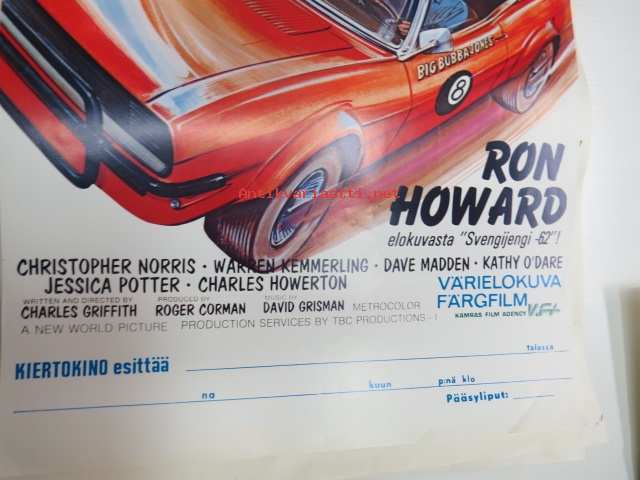 BIG BUBBA JONES
8
Antikvariaatti.net
RON
HOWARD
elokuvasta "Svengijengi -62"!
CHRISTOPHER NORRIS · WARREN KEMMERLING · DAVE MADDEN · KATHY O'DARE
JESSICA POTTER · CHARLES HOWERTON
WRITTEN AND DIRECTED BY
CHARLES GRIFFITH
PRODUCED BY
ROGER CORMAN
MUSIC BY
DAVID GRISMAN
METROCOLOR
VÄRIELOKUVA
FÄRGFILM
KAMRAS FILM AGENCY
A NEW WORLD PICTURE PRODUCTION SERVICES BY TBC PRODUCTIONS - I
KIERTOKINO esittää talossa
na kuun p:nä klo
Pääsyliput: